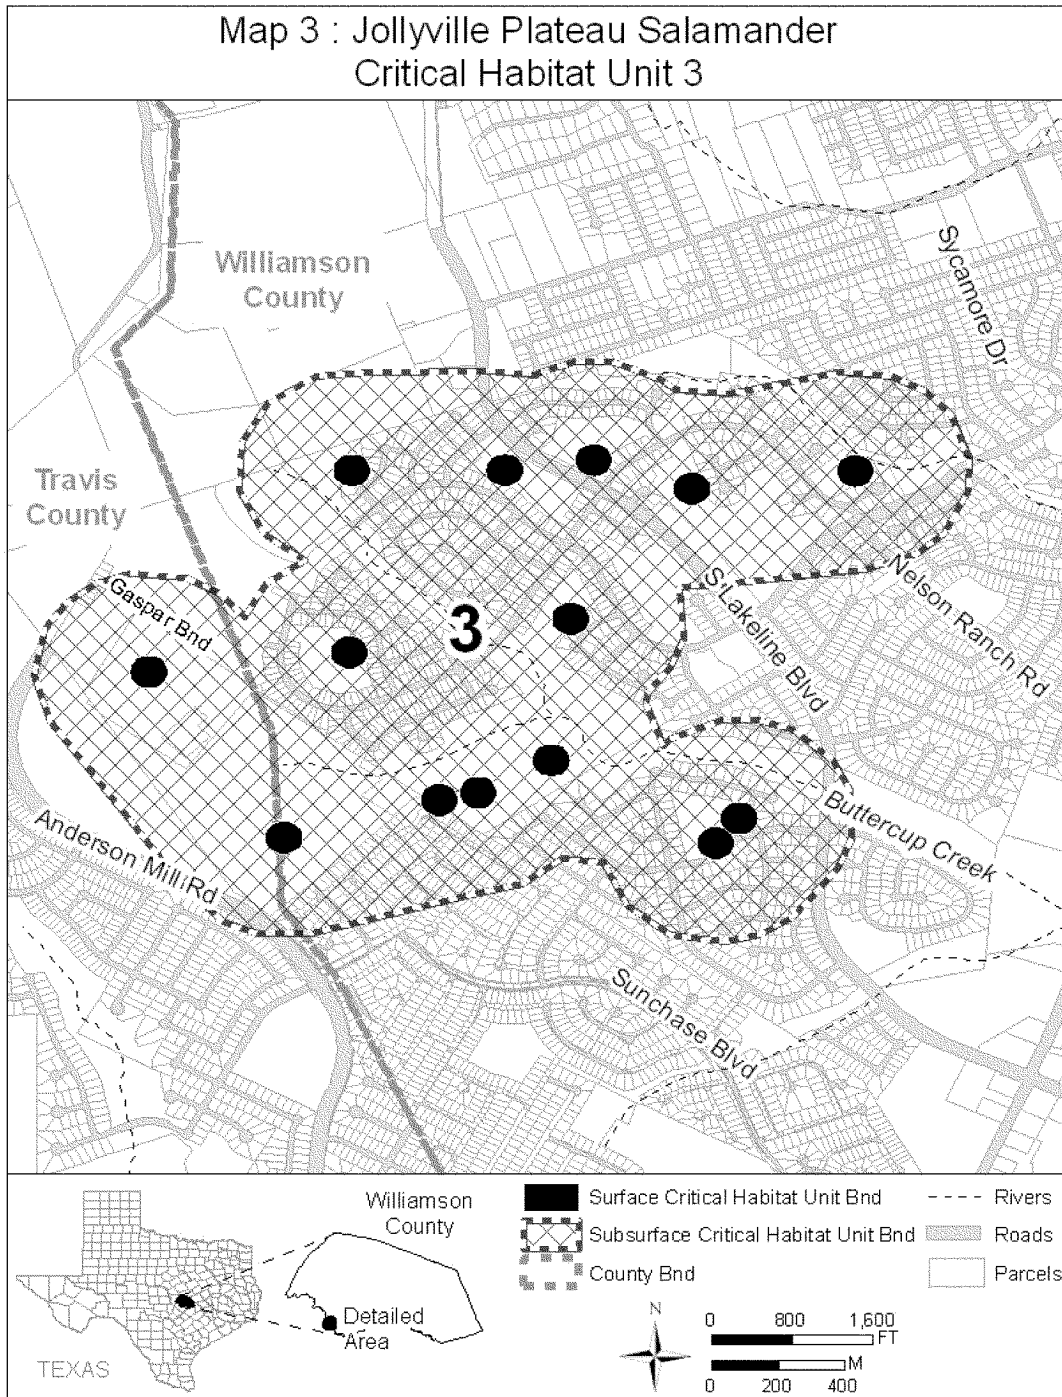 Map 3 : Jollyville Plateau Salamander
Critical Habitat Unit 3
Williamson
County
Sycamore Dr
Travis
County
Gaspar Bnd
3
S Lakeline Blvd
Nelson Ranch Rd
Anderson Mill Rd
Buttercup Creek
Sunchase Blvd
Williamson
County
Detailed
Area
TEXAS
Surface Critical Habitat Unit Bnd
Subsurface Critical Habitat Unit Bnd
County Bnd
Rivers
Roads
Parcels
N
0 800 1,600
FT
M
0 200 400